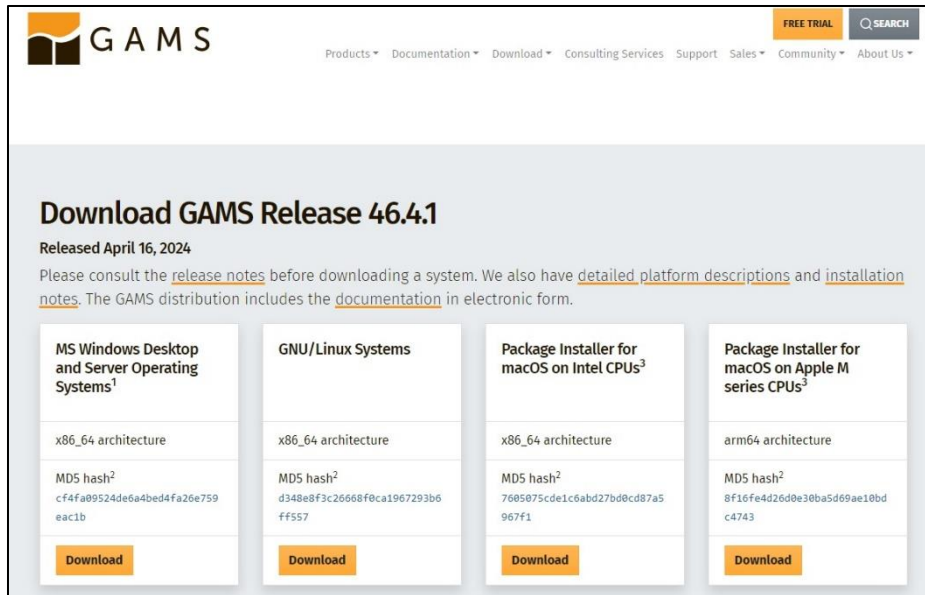 GAMS
FREE TRIAL
SEARCH
Products Documentation Download Consulting Services Support Sales Community About Us
Download GAMS Release 46.4.1
Released April 16, 2024
Please consult the release notes before downloading a system. We also have detailed platform descriptions and installation
notes. The GAMS distribution includes the documentation in electronic form.
MS Windows Desktop
and Server Operating
Systems1
x86_64 architecture
MD5 hash2
cf4fa09524de6a4bed4fa26e759
eac1b
Download
GNU/Linux Systems
x86_64 architecture
MD5 hash2
d348e8f3c26668f0ca1967293b6
ff557
Download
Package Installer for
macOS on Intel CPUs3
x86_64 architecture
MD5 hash2
7605075cde1c6abd27bd0cd87a5
967f1
Download
Package Installer for
macOS on Apple M
series CPUs3
arm64 architecture
MD5 hash2
8f16fe4d26d0e30ba5d69ae10bd
c4743
Download